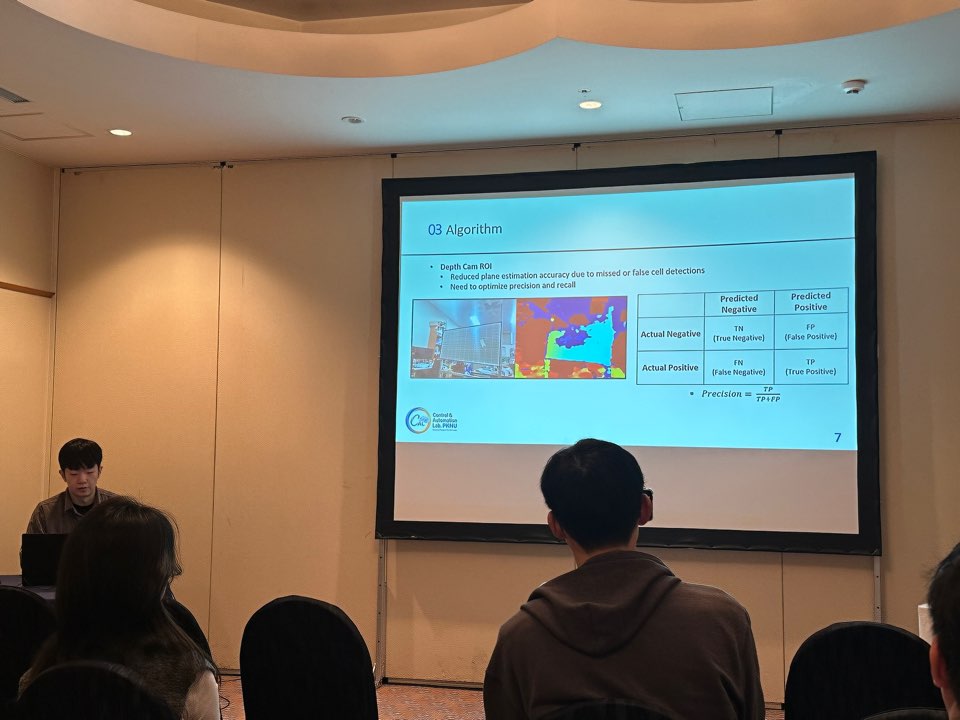 03 Algorithm
• Depth Cam ROI
• Reduced plane estimation accuracy due to missed or false cell detections
• Need to optimize precision and recall
Predicted Negative
Predicted Positive
Actual Negative
TN
(True Negative)
FP
(False Positive)
Actual Positive
FN
(False Negative)
TP
(True Positive)
Precision = TP / TP+FP
Control &
Automation
Lab. PKNU
7